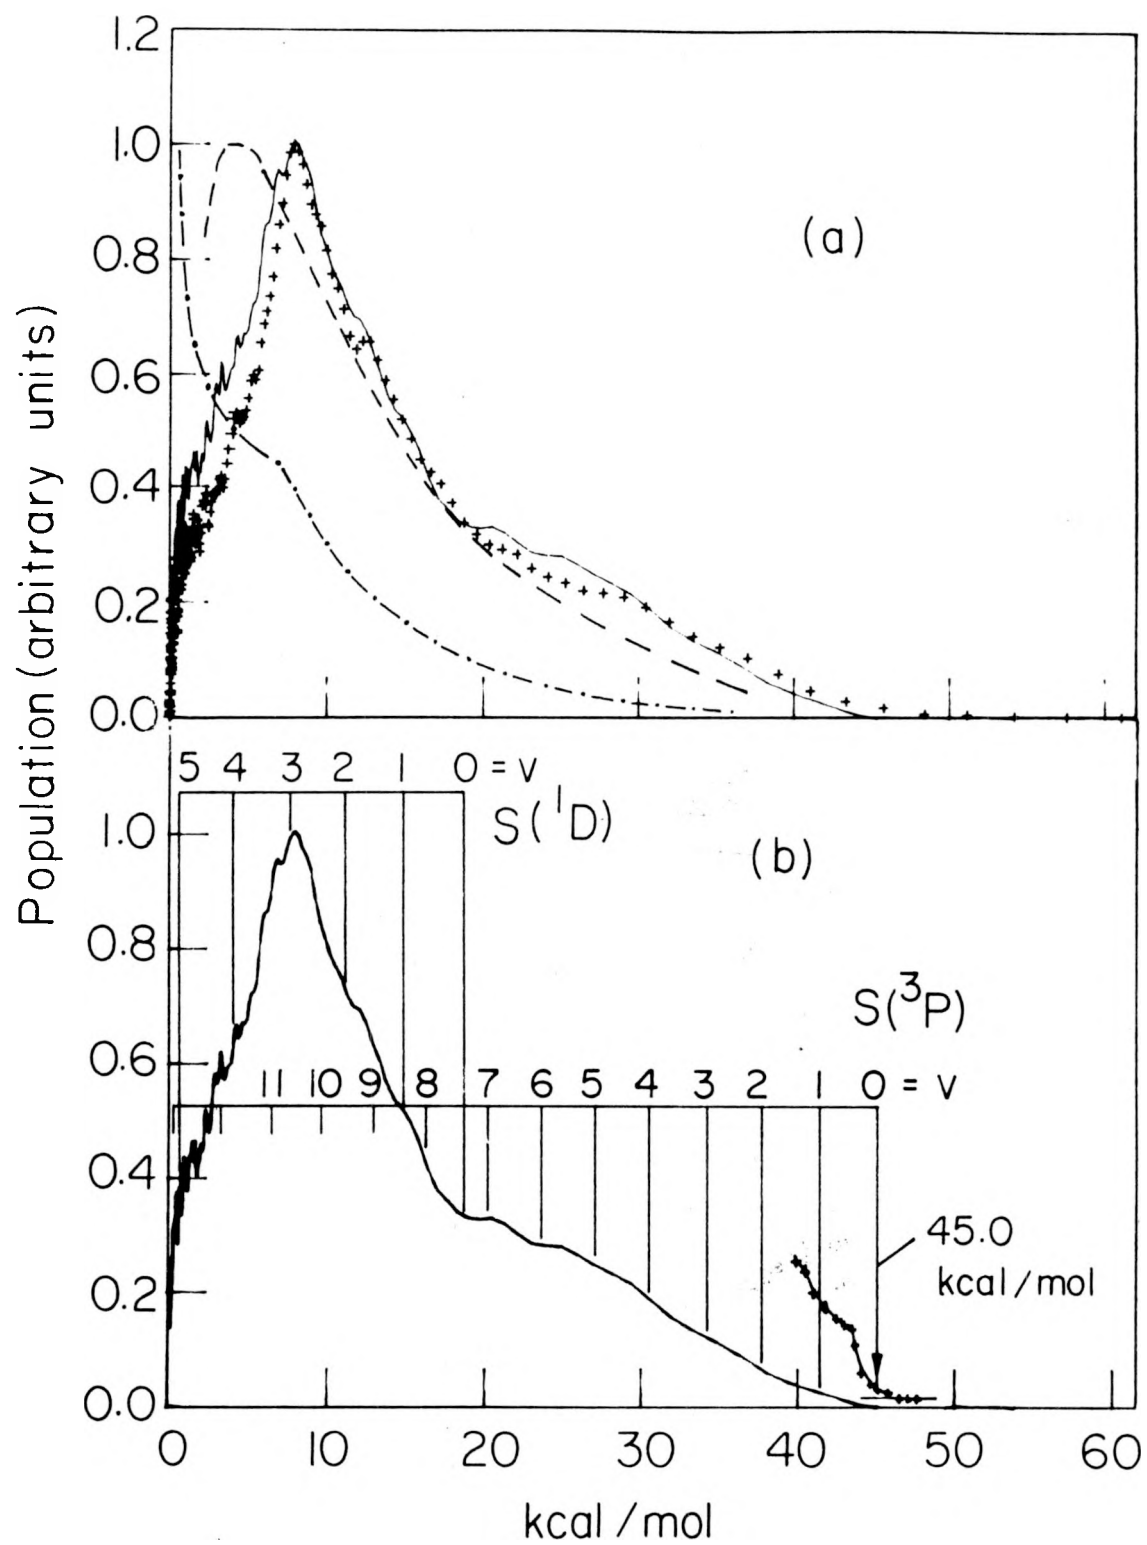 Population (arbitrary units)
1.2
1.0
0.8
0.6
0.4
0.2
0.0
(a)
5 4 3 2 1 0 = v
S(¹D)
(b)
1.0
0.8
0.6
0.4
0.2
0.0
S(³P)
11 10 9 8 7 6 5 4 3 2 1 0 = v
45.0
kcal/mol
0 10 20 30 40 50 60
kcal/mol